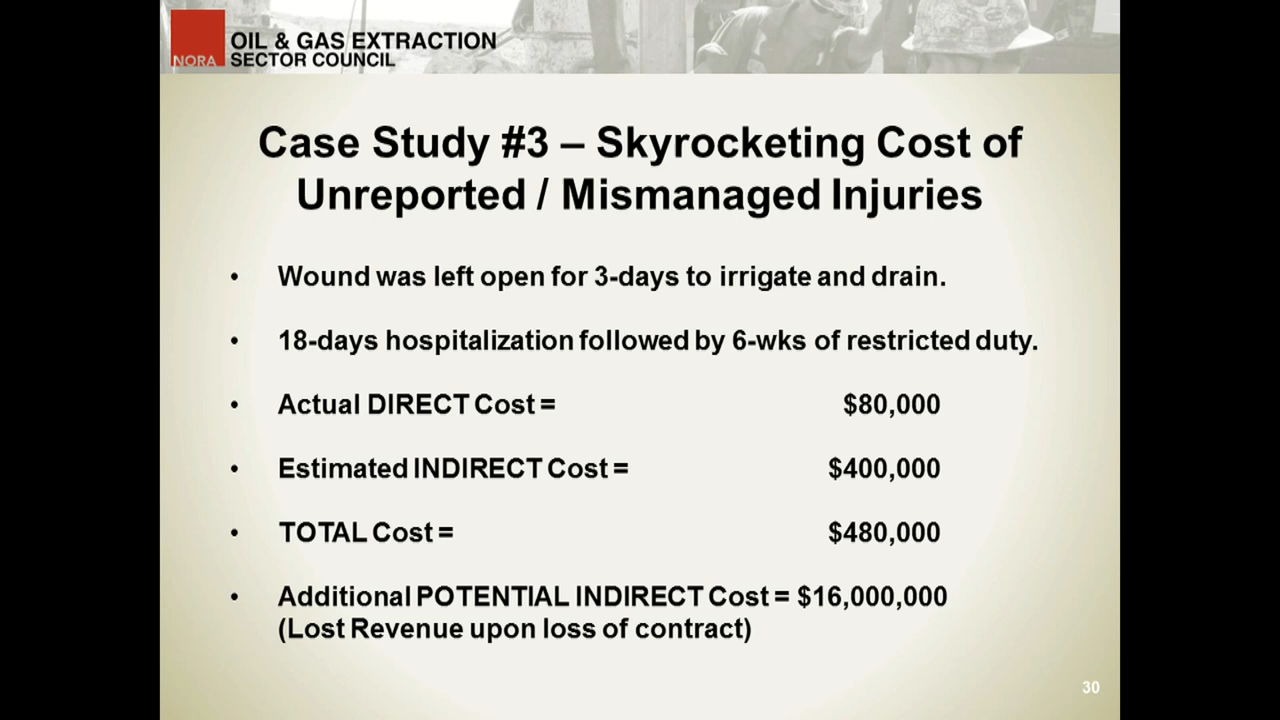 NORA
OIL & GAS EXTRACTION
SECTOR COUNCIL
Case Study #3 – Skyrocketing Cost of
Unreported / Mismanaged Injuries
• Wound was left open for 3-days to irrigate and drain.
• 18-days hospitalization followed by 6-wks of restricted duty.
• Actual DIRECT Cost = $80,000
• Estimated INDIRECT Cost = $400,000
• TOTAL Cost = $480,000
• Additional POTENTIAL INDIRECT Cost = $16,000,000
(Lost Revenue upon loss of contract)
30